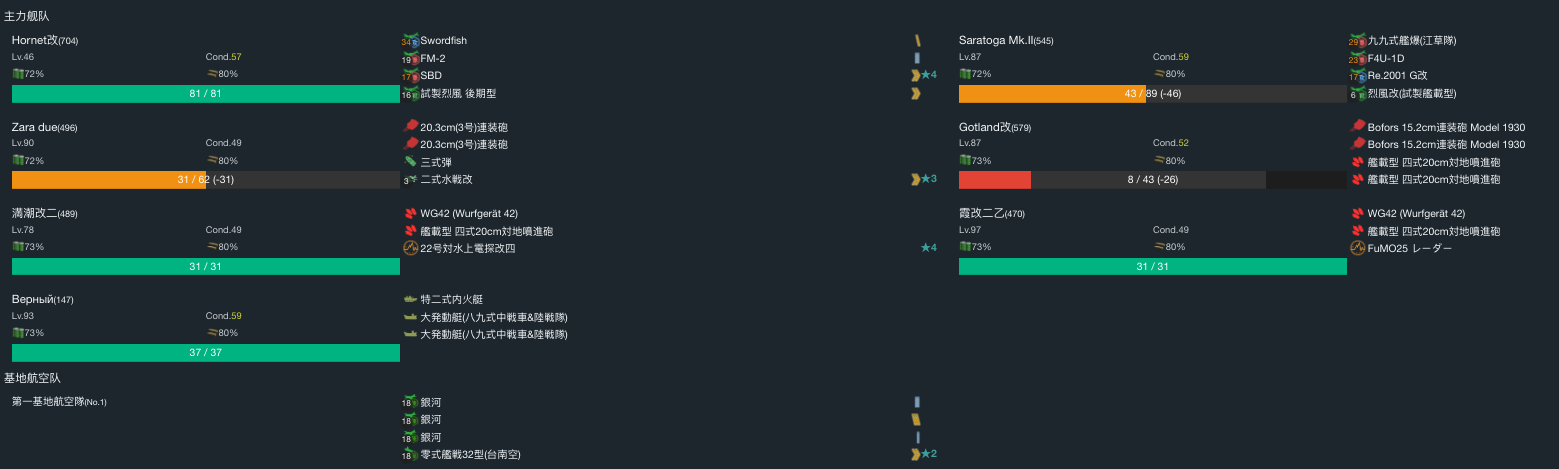 主力舰队
Hornet改(704)
Lv.46 Cond.57
72% 80%
81 / 81
34 Swordfish
19 FM-2
17 SBD ★4
16 試製烈風 後期型
Saratoga Mk.II(545)
Lv.87 Cond.59
72% 80%
43 / 89 (-46)
29 九九式艦爆(江草隊)
23 F4U-1D
17 Re.2001 G改
6 烈風改(試製艦載型)
Zara due(496)
Lv.90 Cond.49
72% 80%
31 / 62 (-31)
20.3cm(3号)連装砲
20.3cm(3号)連装砲
三式弾
3 二式水戦改 ★3
Gotland改(579)
Lv.87 Cond.52
73% 80%
8 / 43 (-26)
Bofors 15.2cm連装砲 Model 1930
Bofors 15.2cm連装砲 Model 1930
艦載型 四式20cm対地噴進砲
艦載型 四式20cm対地噴進砲
満潮改二(489)
Lv.78 Cond.49
73% 80%
31 / 31
WG42 (Wurfgerät 42)
艦載型 四式20cm対地噴進砲
22号対水上電探改四 ★4
霞改二乙(470)
Lv.97 Cond.49
73% 80%
31 / 31
WG42 (Wurfgerät 42)
艦載型 四式20cm対地噴進砲
FuMO25 レーダー
Верный(147)
Lv.93 Cond.59
73% 80%
37 / 37
特二式内火艇
大発動艇(八九式中戦車&陸戦隊)
大発動艇(八九式中戦車&陸戦隊)
基地航空队
第一基地航空隊(No.1)
18 銀河
18 銀河
18 銀河
18 零式艦戦32型(台南空) ★2